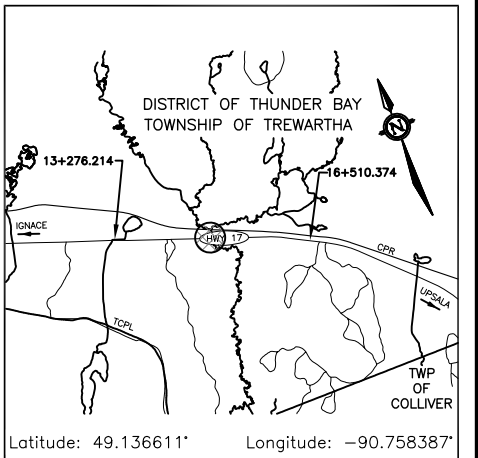 DISTRICT OF THUNDER BAY
TOWNSHIP OF TREWARTHA
N
13+276.214
16+510.374
IGNACE
HWY 17
CPR
UPSALA
TCPL
TWP
OF
COLLIVER
Latitude: 49.136611° Longitude: -90.758387°